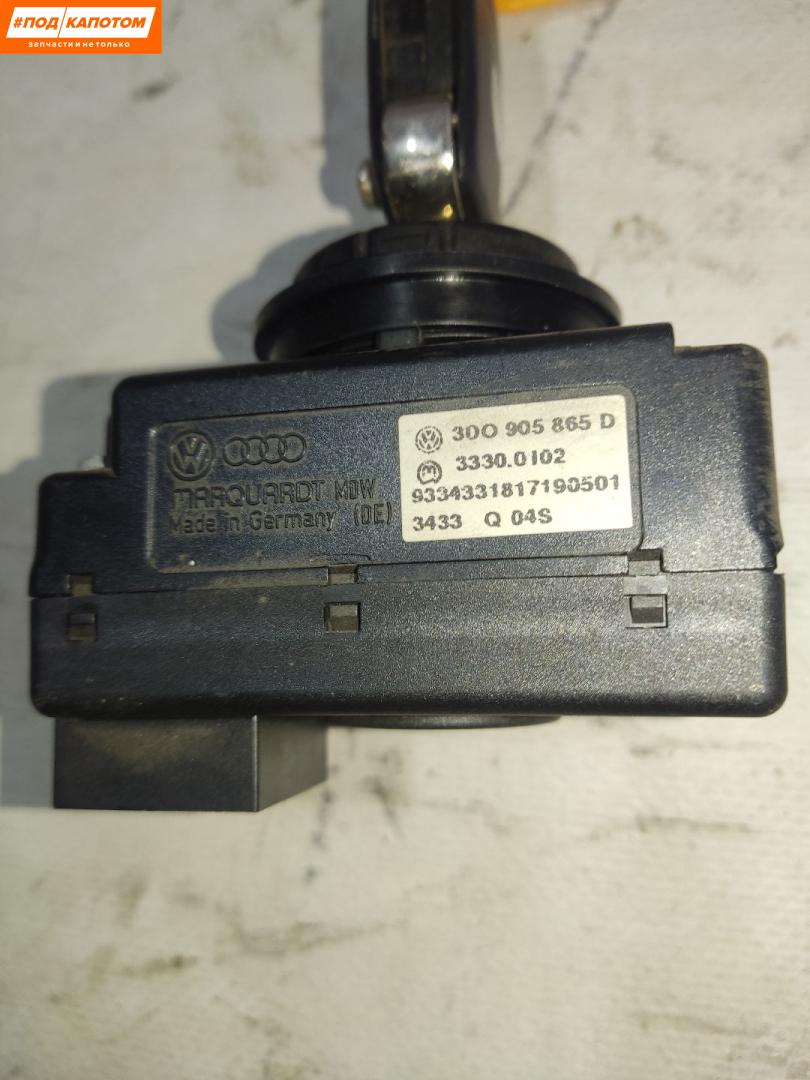 #ПОД КАПОТОМ
ЗАПЧАСТИ И НЕ ТОЛЬКО
MARQUARDT MDW
Made in Germany (DE)
3D0 905 865 D
3330.0102
9334331817190501
3433 Q 04S